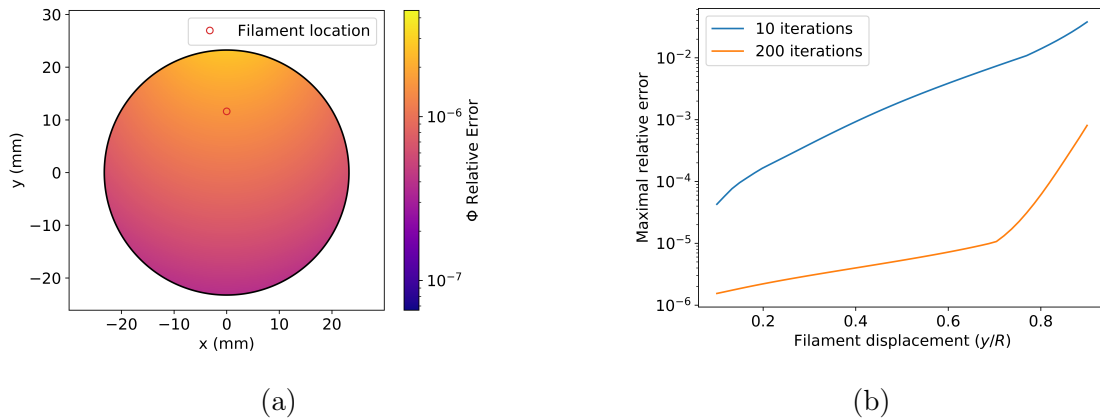 30
20
10
0
−10
−20
y (mm)
−20
−10
0
10
20
x (mm)
Filament location
10⁻⁶
10⁻⁷
Φ Relative Error
(a)
10⁻²
10⁻³
10⁻⁴
10⁻⁵
10⁻⁶
Maximal relative error
10 iterations
200 iterations
0.2
0.4
0.6
0.8
Filament displacement (y/R)
(b)